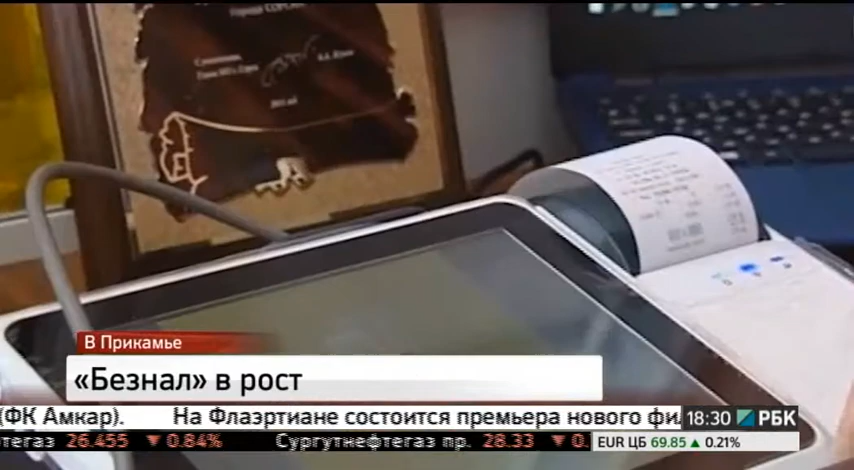 В Прикамье
«Безнал» в рост
(ФК Амкар). На Флаэртиане состоится премьера нового фи
18:30 РБК
тегаз 26.455 ▼ 0.84% Сургутнефтегаз пр. 28.33 ▼ 0.
EUR ЦБ 69.85 ▲ 0.21%